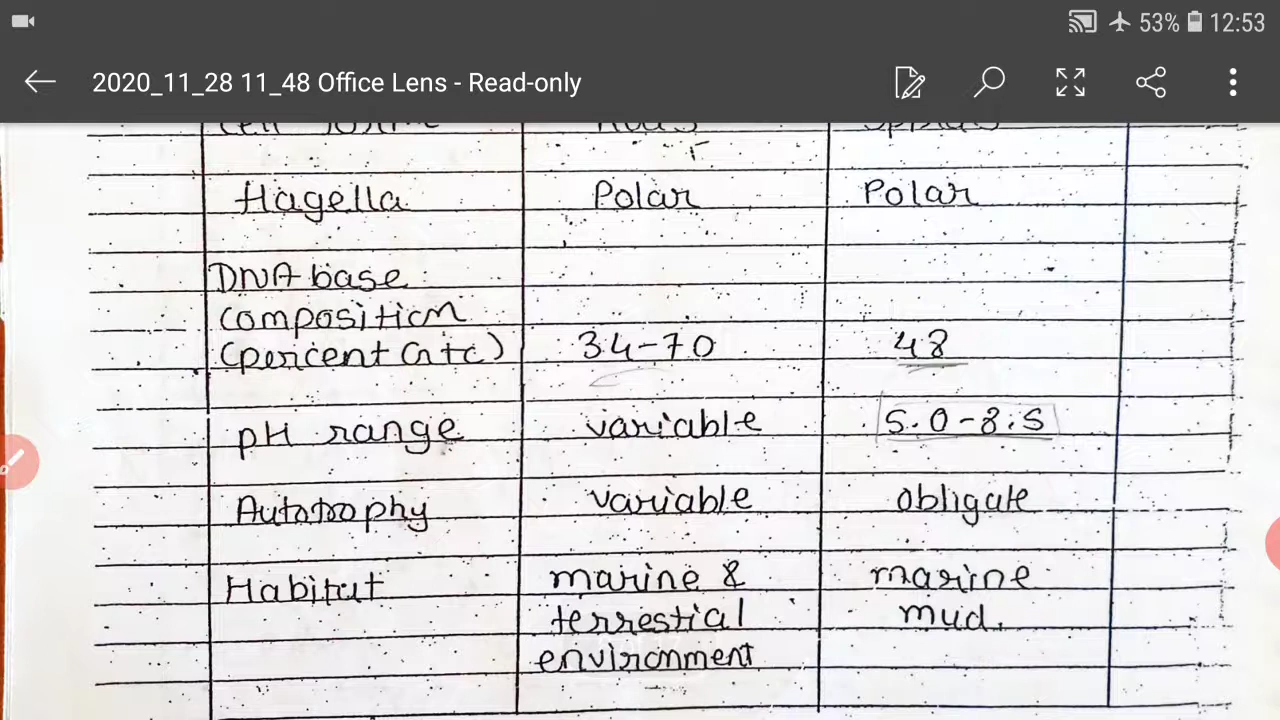 53% 12:53
2020_11_28 11_48 Office Lens - Read-only
Flagella Polar Polar
DNA base
composition
(percent G+C) 34-70 48
pH range variable 5.0-8.5
Autotrophy variable obligate
Habitut marine & marine
terrestial mud.
environment